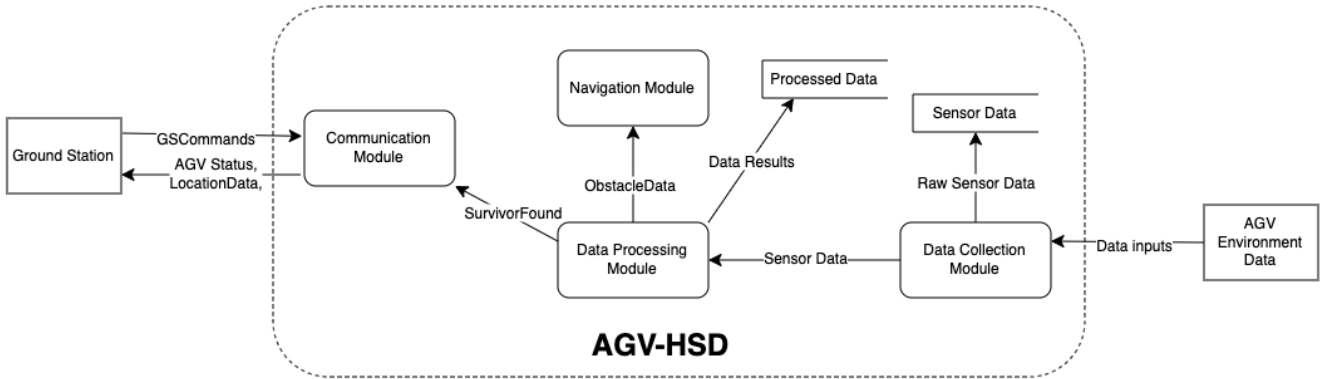 Ground Station
GSCommands
AGV Status,
LocationData,
Communication
Module
SurvivorFound
Navigation Module
ObstacleData
Data Processing
Module
Processed Data
Data Results
Sensor Data
Sensor Data
Raw Sensor Data
Data Collection
Module
Data inputs
AGV
Environment
Data
AGV-HSD